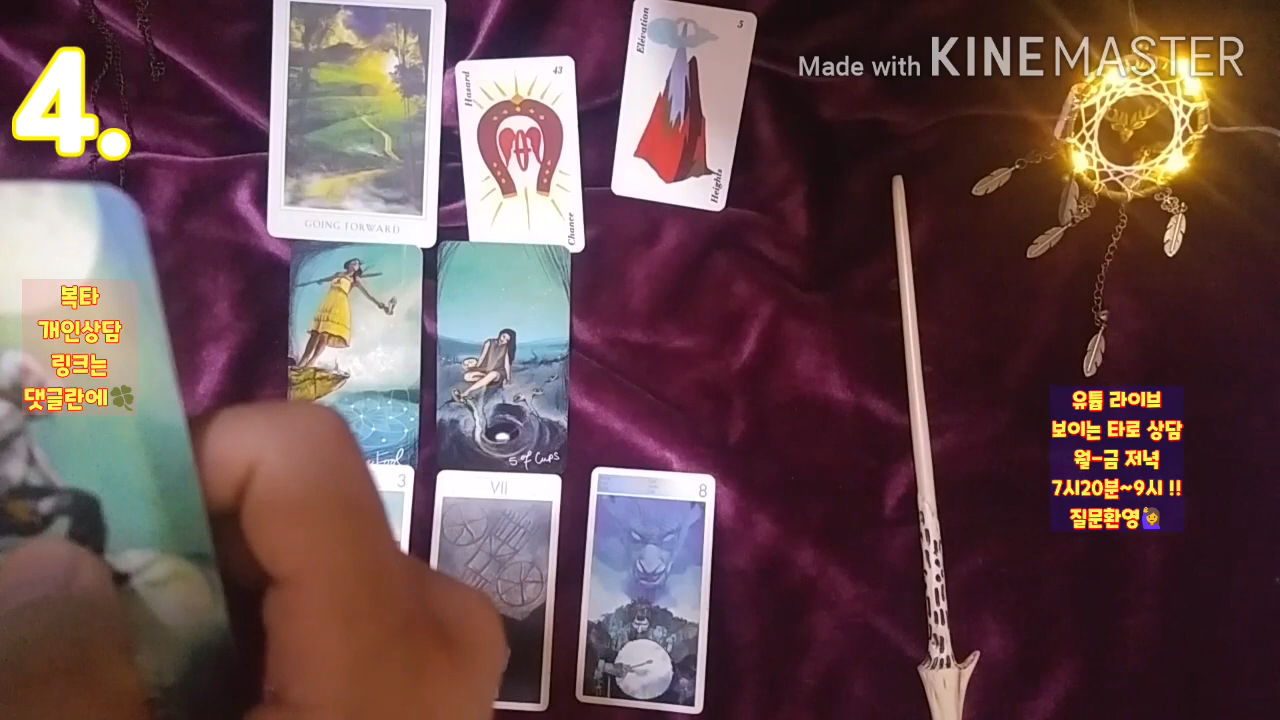 4.
Made with KINEMASTER
Elévation
5
Heights
Hasard
43
Chance
GOING FORWARD
복타
개인상담
링크는
댓글란에🍀
유튭 라이브
보이는 타로 상담
월-금 저녁
7시20분~9시 !!
질문환영🙋‍♀️
5 of Cups
3
VII
8